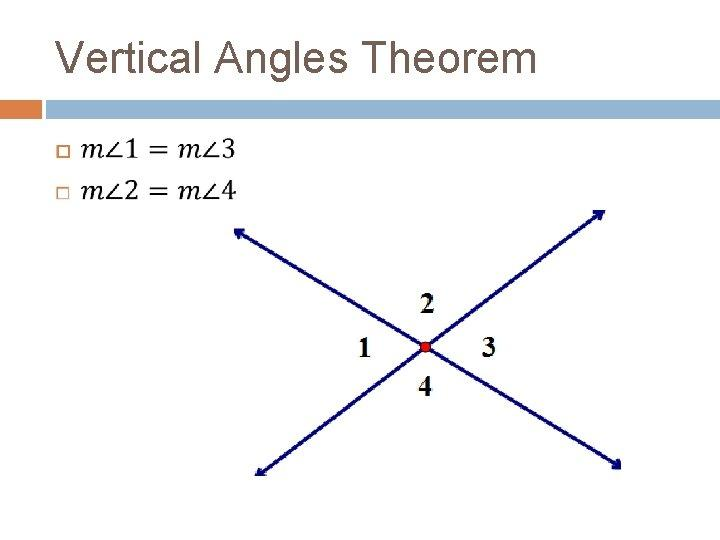 Vertical Angles Theorem
𝑚∠1 = 𝑚∠3
𝑚∠2 = 𝑚∠4
2
1
3
4